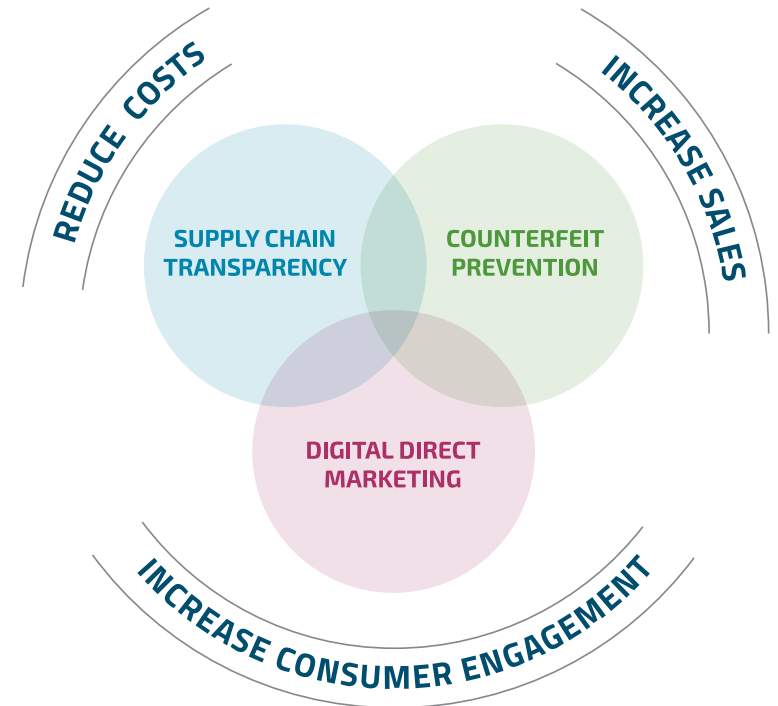 REDUCE COSTS
INCREASE SALES
SUPPLY CHAIN
TRANSPARENCY
COUNTERFEIT
PREVENTION
DIGITAL DIRECT
MARKETING
INCREASE CONSUMER ENGAGEMENT